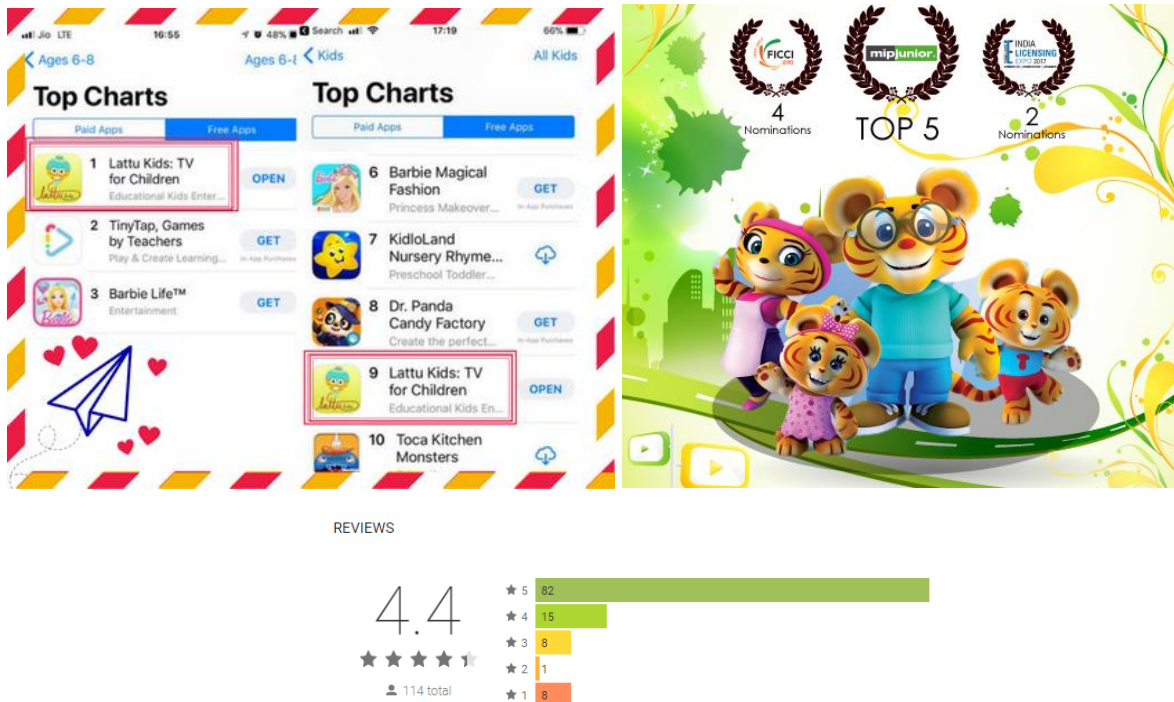 Jio LTE
16:55
48%
Ages 6-8
Ages 6-8
Top Charts
Paid Apps
Free Apps
1 Lattu Kids: TV
for Children
Educational Kids Enter...
OPEN
2 TinyTap, Games
by Teachers
Play & Create Learning...
GET
In-App Purchases
3 Barbie Life™
Entertainment
GET
Search
17:19
66%
Kids
All Kids
Top Charts
Paid Apps
Free Apps
6 Barbie Magical
Fashion
Princess Makeover...
GET
In-App Purchases
7 KidloLand
Nursery Rhyme...
Preschool Toddler...
8 Dr. Panda
Candy Factory
Create the perfect...
GET
In-App Purchases
9 Lattu Kids: TV
for Children
Educational Kids En...
OPEN
10 Toca Kitchen
Monsters
FICCI
4
Nominations
mipjunior.
TOP 5
INDIA
LICENSING
EXPO 2017
2
Nominations
T
REVIEWS
4.4
114 total
5 82
4 15
3 8
2 1
1 8